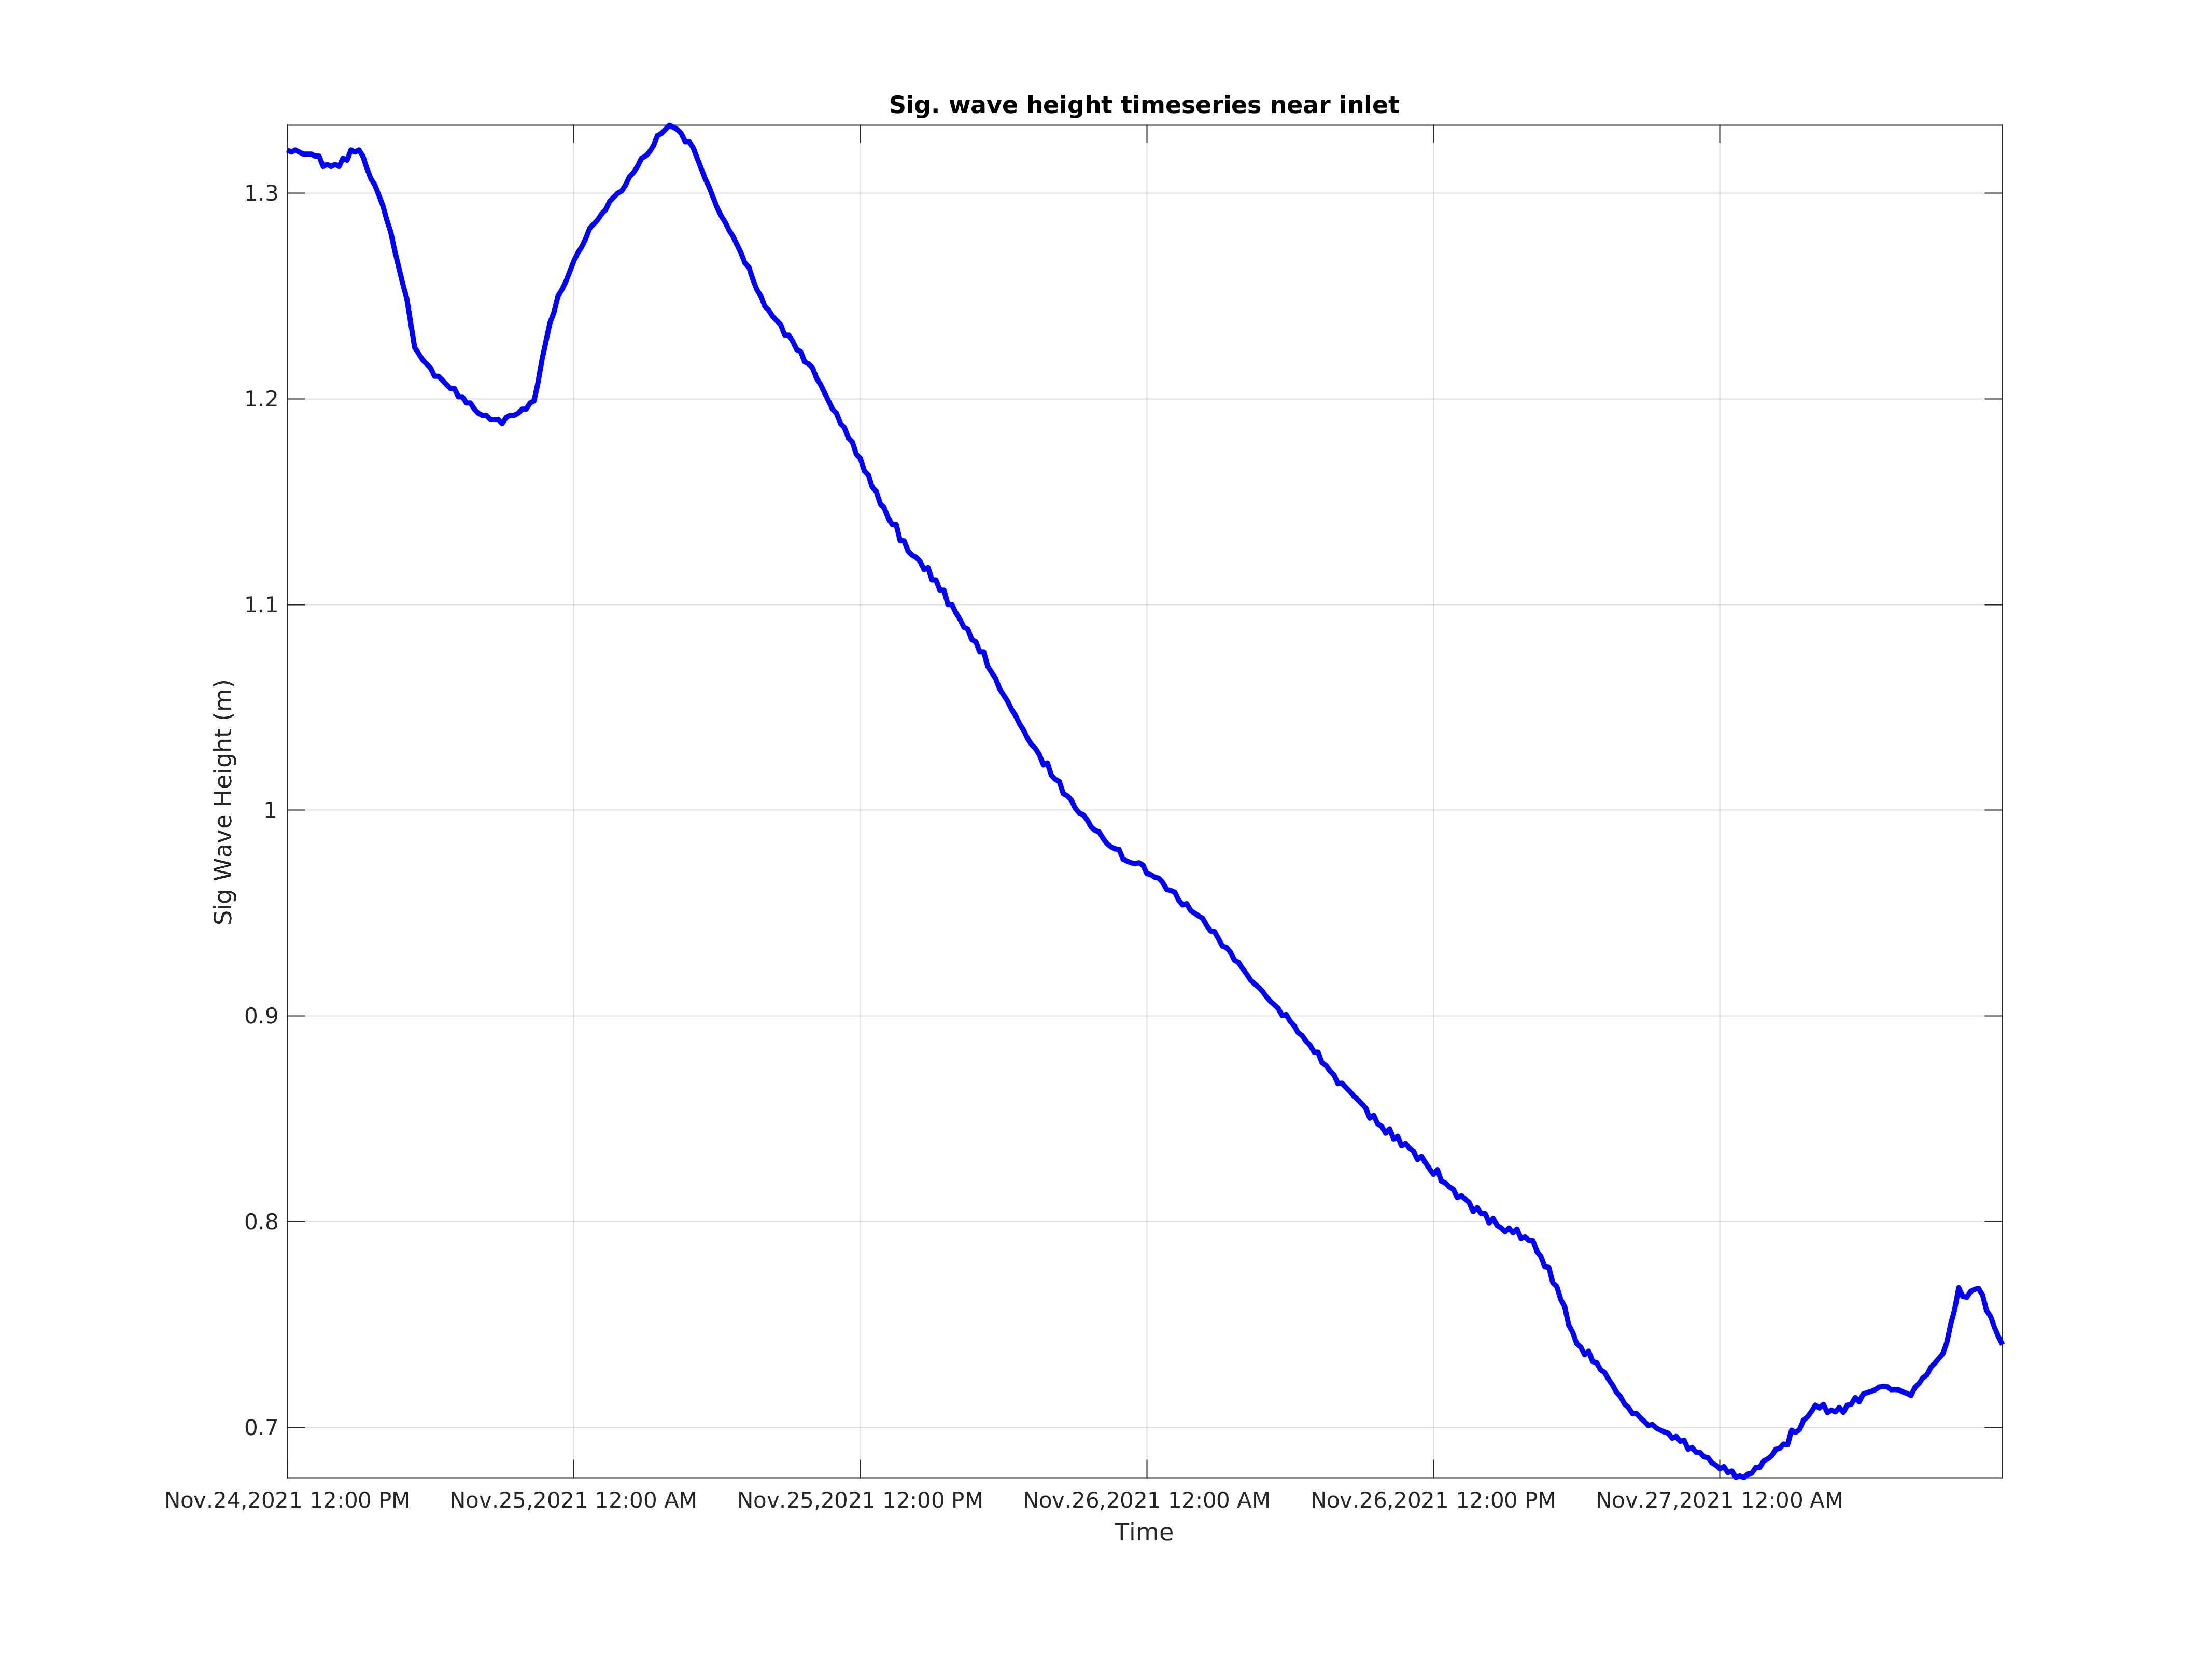 Sig. wave height timeseries near inlet
1.3
1.2
1.1
1
0.9
0.8
0.7
Sig Wave Height (m)
Nov.24,2021 12:00 PM Nov.25,2021 12:00 AM Nov.25,2021 12:00 PM Nov.26,2021 12:00 AM Nov.26,2021 12:00 PM Nov.27,2021 12:00 AM
Time